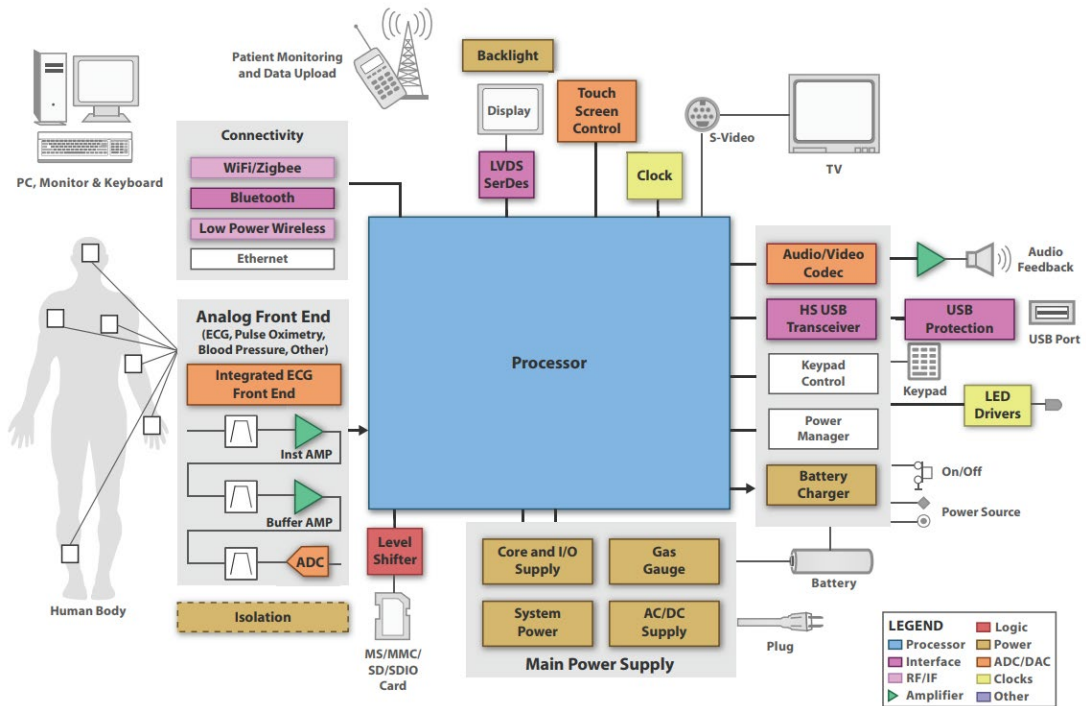 Patient Monitoring
and Data Upload
Backlight
Display
Touch
Screen
Control
S-Video
TV
PC, Monitor & Keyboard
Connectivity
WiFi/Zigbee
Bluetooth
Low Power Wireless
Ethernet
LVDS
SerDes
Clock
Analog Front End
(ECG, Pulse Oximetry,
Blood Pressure, Other)
Integrated ECG
Front End
Inst AMP
Buffer AMP
ADC
Isolation
Human Body
Processor
Audio/Video
Codec
Audio
Feedback
HS USB
Transceiver
USB
Protection
USB Port
Keypad
Control
Keypad
LED
Drivers
Power
Manager
Battery
Charger
On/Off
Power Source
Level
Shifter
MS/MMC/
SD/SDIO
Card
Core and I/O
Supply
Gas
Gauge
System
Power
AC/DC
Supply
Main Power Supply
Battery
Plug
LEGEND
Processor
Interface
RF/IF
Amplifier
Logic
Power
ADC/DAC
Clocks
Other